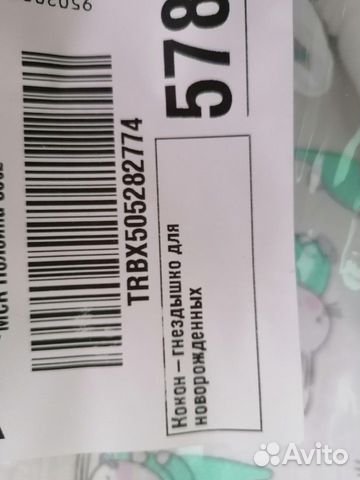 578
TRBX505282774
Кокон – гнездышко для
новорожденных
Avito